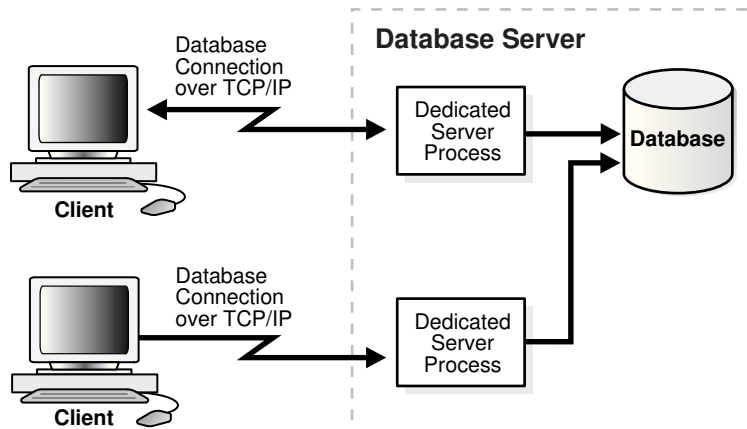 Database Server
Database
Connection
over TCP/IP
Client
Dedicated
Server
Process
Database
Database
Connection
over TCP/IP
Client
Dedicated
Server
Process